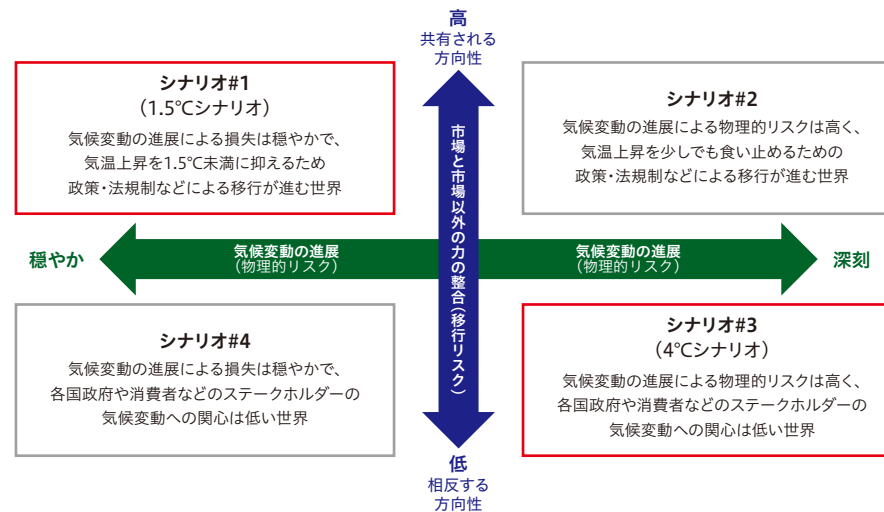 高
共有される
方向性
シナリオ#1
（1.5℃シナリオ）
気候変動の進展による損失は穏やかで、
気温上昇を1.5℃未満に抑えるため
政策・法規制などによる移行が進む世界
シナリオ#2
気候変動の進展による物理的リスクは高く、
気温上昇を少しでも食い止めるための
政策・法規制などによる移行が進む世界
市場と市場以外の力の整合（移行リスク）
穏やか
気候変動の進展
（物理的リスク）
気候変動の進展
（物理的リスク）
深刻
シナリオ#4
気候変動の進展による損失は穏やかで、
各国政府や消費者などのステークホルダーの
気候変動への関心は低い世界
シナリオ#3
（4℃シナリオ）
気候変動の進展による物理的リスクは高く、
各国政府や消費者などのステークホルダーの
気候変動への関心は低い世界
低
相反する
方向性